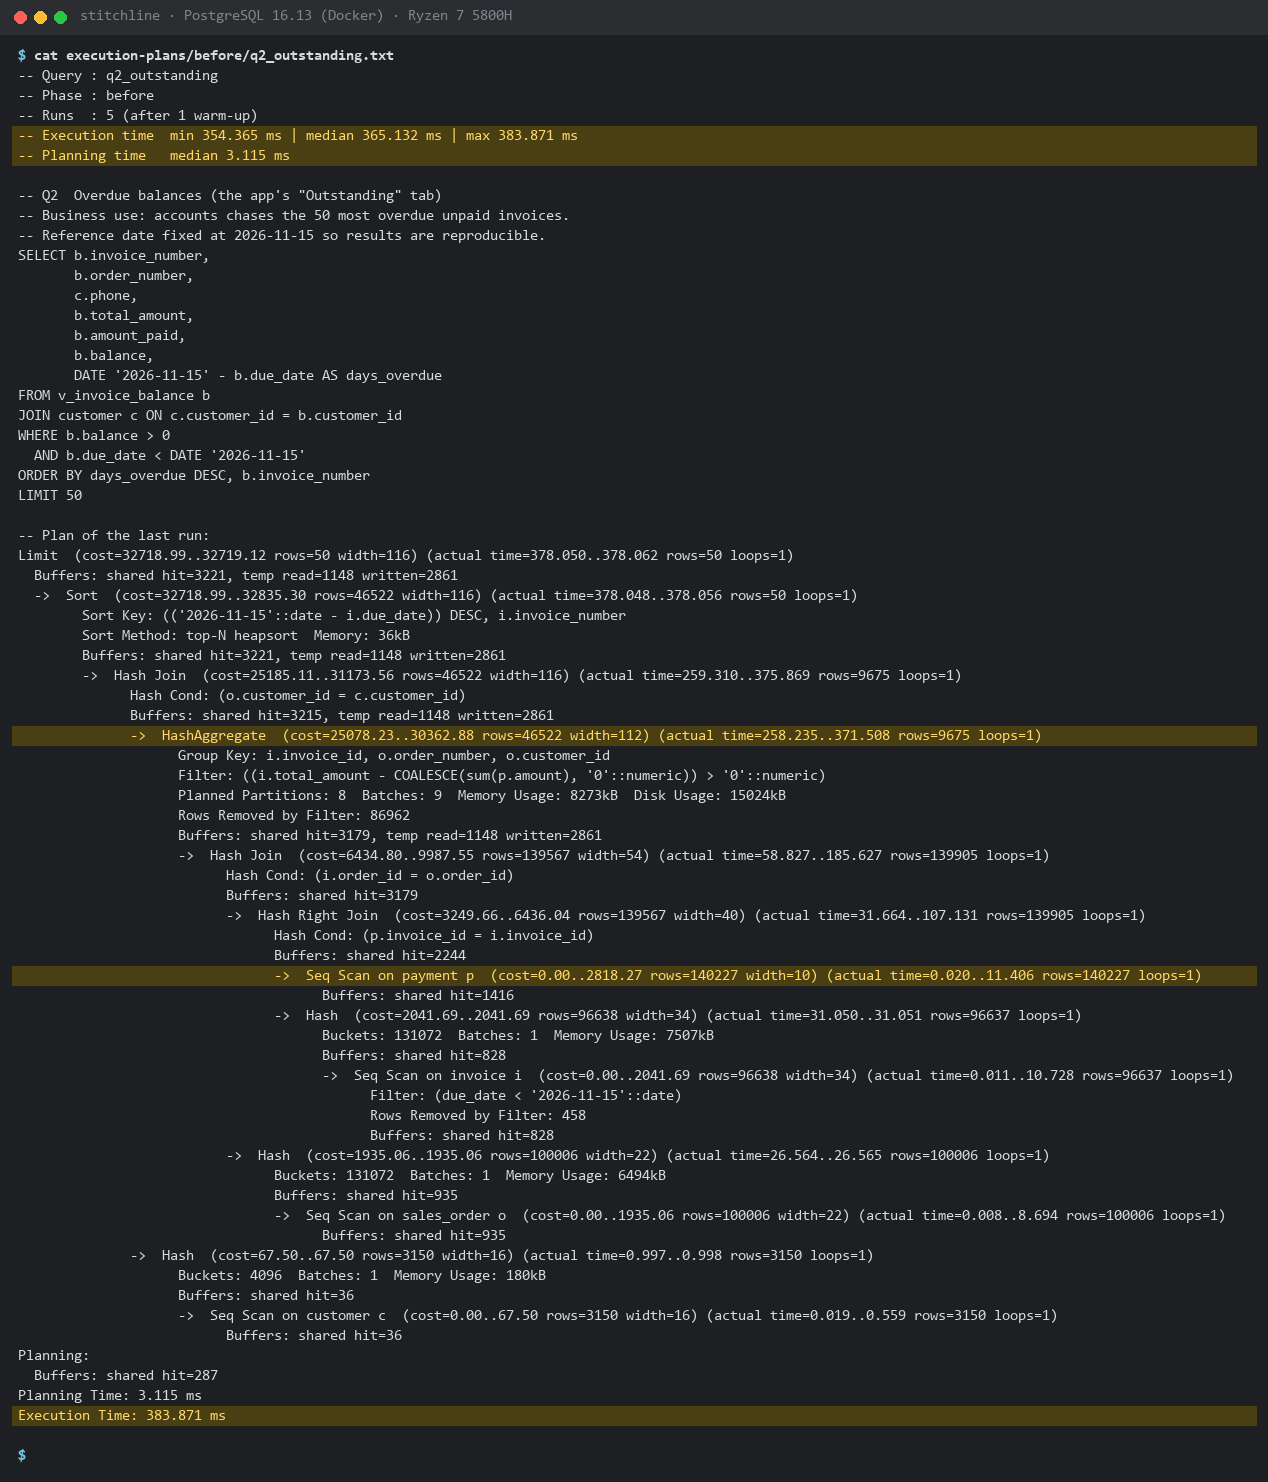 stitchline · PostgreSQL 16.13 (Docker) · Ryzen 7 5800H
$ cat execution-plans/before/q2_outstanding.txt
-- Query : q2_outstanding
-- Phase : before
-- Runs  : 5 (after 1 warm-up)
-- Execution time  min 354.365 ms | median 365.132 ms | max 383.871 ms
-- Planning time   median 3.115 ms

-- Q2  Overdue balances (the app's "Outstanding" tab)
-- Business use: accounts chases the 50 most overdue unpaid invoices.
-- Reference date fixed at 2026-11-15 so results are reproducible.
SELECT b.invoice_number,
       b.order_number,
       c.phone,
       b.total_amount,
       b.amount_paid,
       b.balance,
       DATE '2026-11-15' - b.due_date AS days_overdue
FROM v_invoice_balance b
JOIN customer c ON c.customer_id = b.customer_id
WHERE b.balance > 0
  AND b.due_date < DATE '2026-11-15'
ORDER BY days_overdue DESC, b.invoice_number
LIMIT 50

-- Plan of the last run:
Limit  (cost=32718.99..32719.12 rows=50 width=116) (actual time=378.050..378.062 rows=50 loops=1)
  Buffers: shared hit=3221, temp read=1148 written=2861
  ->  Sort  (cost=32718.99..32835.30 rows=46522 width=116) (actual time=378.048..378.056 rows=50 loops=1)
        Sort Key: (('2026-11-15'::date - i.due_date)) DESC, i.invoice_number
        Sort Method: top-N heapsort  Memory: 36kB
        Buffers: shared hit=3221, temp read=1148 written=2861
        ->  Hash Join  (cost=25185.11..31173.56 rows=46522 width=116) (actual time=259.310..375.869 rows=9675 loops=1)
              Hash Cond: (o.customer_id = c.customer_id)
              Buffers: shared hit=3215, temp read=1148 written=2861
              ->  HashAggregate  (cost=25078.23..30362.88 rows=46522 width=112) (actual time=258.235..371.508 rows=9675 loops=1)
                    Group Key: i.invoice_id, o.order_number, o.customer_id
                    Filter: ((i.total_amount - COALESCE(sum(p.amount), '0'::numeric)) > '0'::numeric)
                    Planned Partitions: 8  Batches: 9  Memory Usage: 8273kB  Disk Usage: 15024kB
                    Rows Removed by Filter: 86962
                    Buffers: shared hit=3179, temp read=1148 written=2861
                    ->  Hash Join  (cost=6434.80..9987.55 rows=139567 width=54) (actual time=58.827..185.627 rows=139905 loops=1)
                          Hash Cond: (i.order_id = o.order_id)
                          Buffers: shared hit=3179
                          ->  Hash Right Join  (cost=3249.66..6436.04 rows=139567 width=40) (actual time=31.664..107.131 rows=139905 loops=1)
                                Hash Cond: (p.invoice_id = i.invoice_id)
                                Buffers: shared hit=2244
                                ->  Seq Scan on payment p  (cost=0.00..2818.27 rows=140227 width=10) (actual time=0.020..11.406 rows=140227 loops=1)
                                      Buffers: shared hit=1416
                                ->  Hash  (cost=2041.69..2041.69 rows=96638 width=34) (actual time=31.050..31.051 rows=96637 loops=1)
                                      Buckets: 131072  Batches: 1  Memory Usage: 7507kB
                                      Buffers: shared hit=828
                                      ->  Seq Scan on invoice i  (cost=0.00..2041.69 rows=96638 width=34) (actual time=0.011..10.728 rows=96637 loops=1)
                                            Filter: (due_date < '2026-11-15'::date)
                                            Rows Removed by Filter: 458
                                            Buffers: shared hit=828
                          ->  Hash  (cost=1935.06..1935.06 rows=100006 width=22) (actual time=26.564..26.565 rows=100006 loops=1)
                                Buckets: 131072  Batches: 1  Memory Usage: 6494kB
                                Buffers: shared hit=935
                                ->  Seq Scan on sales_order o  (cost=0.00..1935.06 rows=100006 width=22) (actual time=0.008..8.694 rows=100006 loops=1)
                                      Buffers: shared hit=935
              ->  Hash  (cost=67.50..67.50 rows=3150 width=16) (actual time=0.997..0.998 rows=3150 loops=1)
                    Buckets: 4096  Batches: 1  Memory Usage: 180kB
                    Buffers: shared hit=36
                    ->  Seq Scan on customer c  (cost=0.00..67.50 rows=3150 width=16) (actual time=0.019..0.559 rows=3150 loops=1)
                          Buffers: shared hit=36
Planning:
  Buffers: shared hit=287
Planning Time: 3.115 ms
Execution Time: 383.871 ms

$